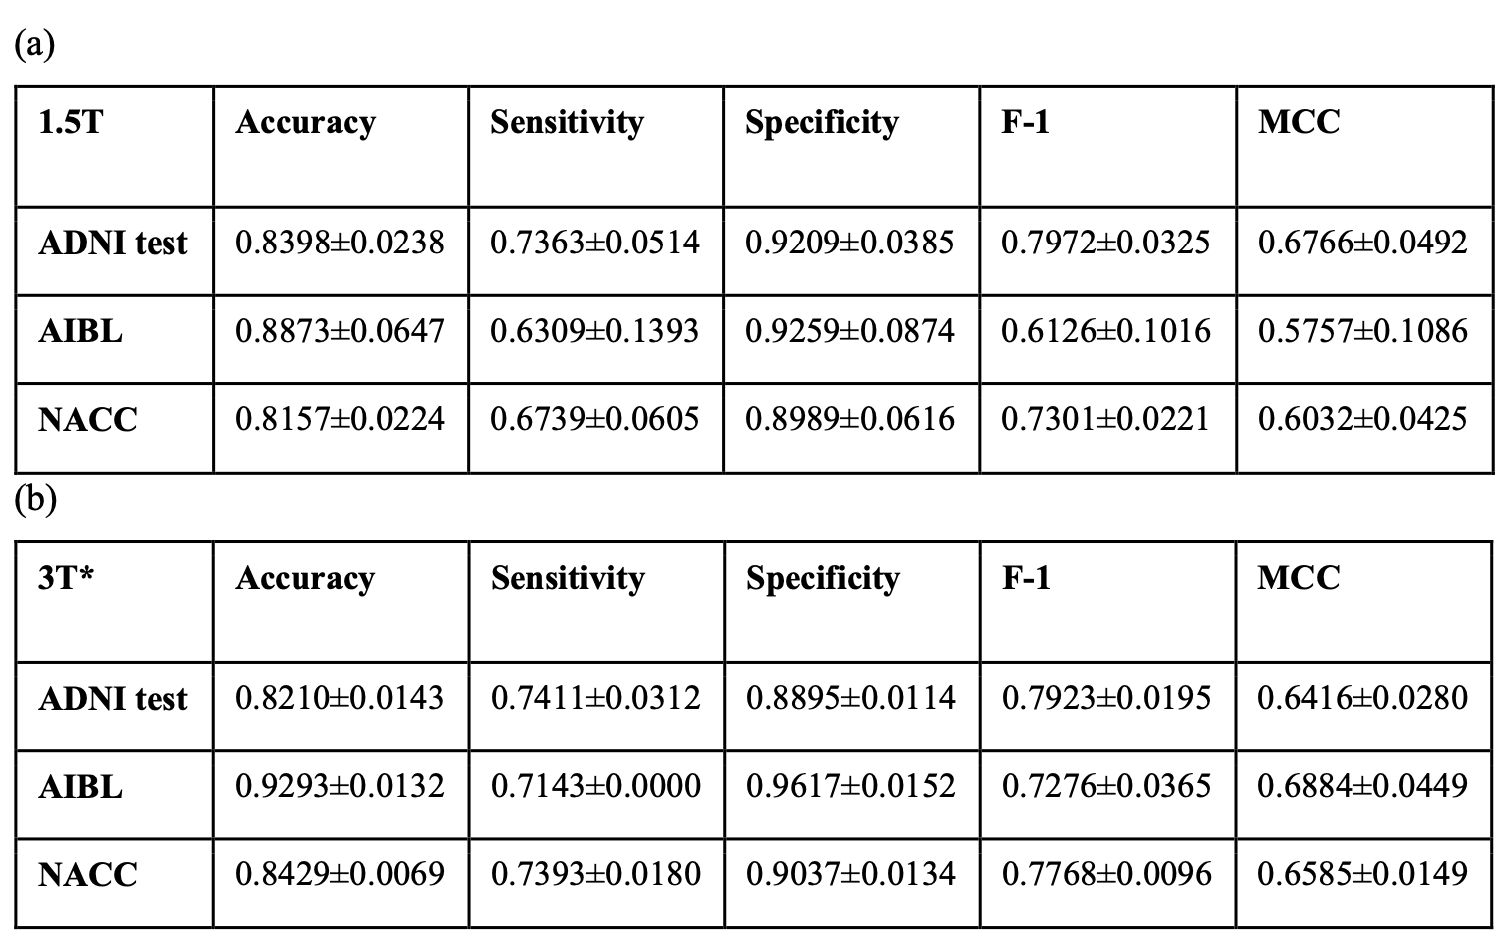 (a)
1.5T Accuracy Sensitivity Specificity F-1 MCC
ADNI test 0.8398±0.0238 0.7363±0.0514 0.9209±0.0385 0.7972±0.0325 0.6766±0.0492
AIBL 0.8873±0.0647 0.6309±0.1393 0.9259±0.0874 0.6126±0.1016 0.5757±0.1086
NACC 0.8157±0.0224 0.6739±0.0605 0.8989±0.0616 0.7301±0.0221 0.6032±0.0425
(b)
3T* Accuracy Sensitivity Specificity F-1 MCC
ADNI test 0.8210±0.0143 0.7411±0.0312 0.8895±0.0114 0.7923±0.0195 0.6416±0.0280
AIBL 0.9293±0.0132 0.7143±0.0000 0.9617±0.0152 0.7276±0.0365 0.6884±0.0449
NACC 0.8429±0.0069 0.7393±0.0180 0.9037±0.0134 0.7768±0.0096 0.6585±0.0149